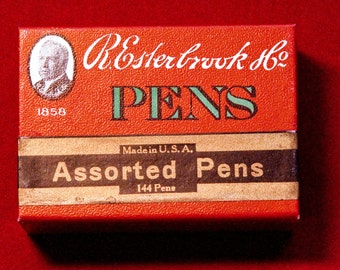 R. Esterbrook & Co
1858
PENS
Made in U.S.A.
Assorted Pens
144 Pens